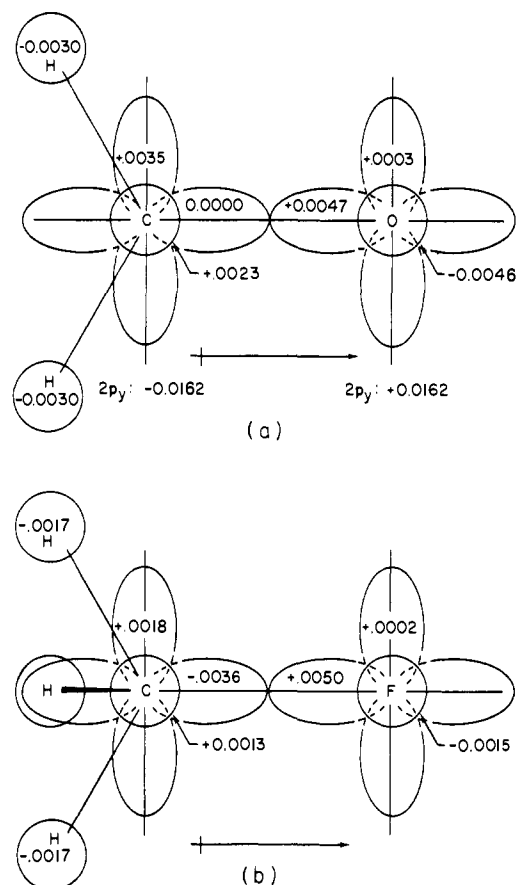 -0.0030
H
+.0035
+.0003
0.0000
+.0047
C
O
+.0023
-0.0046
H
-0.0030
2py: -0.0162
2py: +0.0162
(a)
-.0017
H
+.0018
+.0002
H
C
-.0036
+.0050
F
+0.0013
-0.0015
H
-.0017
(b)